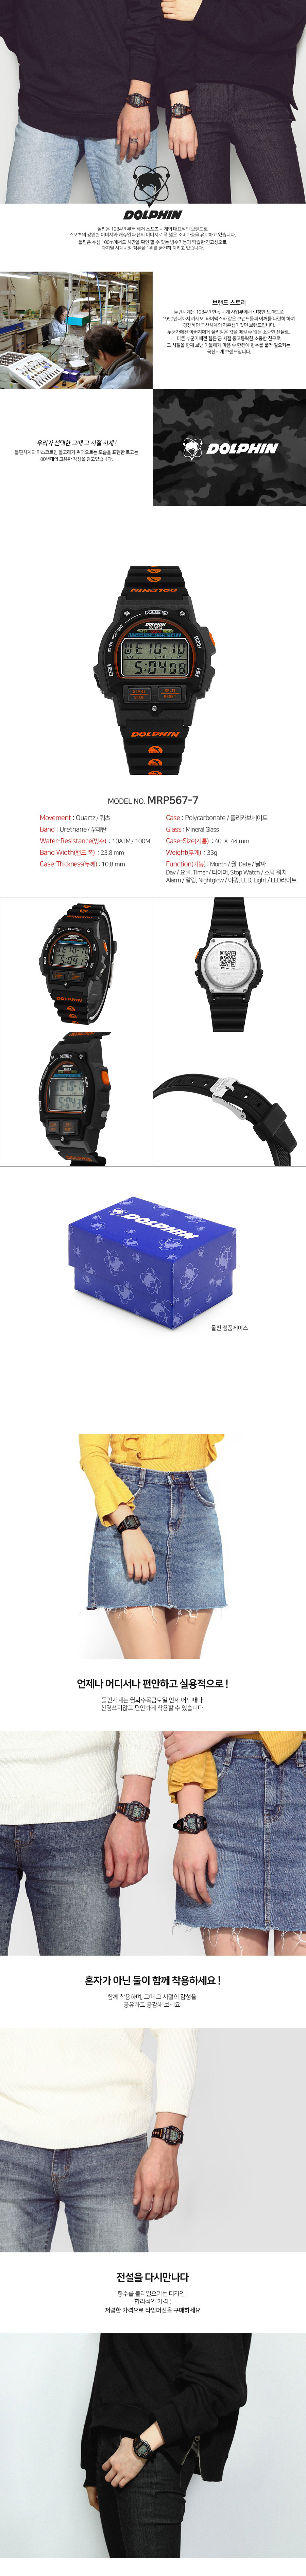 DOLPHIN
돌핀은 1984년 부터 레저 스포츠 시계의 대표적인 브랜드로
스포츠의 강인한 이미지와 캐쥬얼 패션의 이미지로 폭 넓은 소비자층을 유지하고 있습니다.
돌핀은 수심 100m에서도 시간을 확인 할 수 있는 방수기능과 탁월한 견고성으로
디지털 시계시장 점유율 1위를 굳건히 지키고 있습니다.
브랜드 스토리
돌핀시계는 1984년 한독 시계 사업부에서 런칭한 브랜드로,
1990년대까지 카시오, 타이맥스와 같은 브랜드들과 어깨를 나란히 하며
경쟁하던 국산시계의 자존심이었던 브랜드입니다.
누군가에겐 아버지에게 물려받은 값을 매길 수 없는 소중한 선물로,
다른 누군가에겐 힘든 군 시절 동고동락한 소중한 친구로,
그 시절을 함께 보낸 이들에게 마음 속 한켠에 향수를 불러 일으키는
국산시계 브랜드입니다.
우리가 선택한 그때 그 시절 시계 !
돌핀시계의 마스코트인 돌고래가 뛰어오르는 모습을 표현한 로고는
80년대의 고유한 감성을 담고있습니다.
DOLPHIN
DOLPHIN
DOLPHIN
QUARTZ
100METERS
10-10
5:04 08
START
STOP
SPLIT
RESET
MODEL NO. MRP567-7
Movement : Quartz / 쿼츠
Band : Urethane / 우레탄
Water-Resistance(방수) : 10ATM / 100M
Band Width(밴드 폭) : 23.8 mm
Case-Thickness(두께) : 10.8 mm
Case : Polycarbonate / 폴리카보네이트
Glass : Mineral Glass
Case-Size(지름) : 40 X 44 mm
Weight(무게) : 33g
Function(기능) : Month / 월, Date / 날짜
Day / 요일, Timer / 타이머, Stop Watch / 스탑 워치
Alarm / 알람, Nightglow / 야광, LED, Light / LED라이트
DOLPHIN
DOLPHIN
돌핀 정품케이스
언제나 어디서나 편안하고 실용적으로 !
돌핀시계는 월화수목금토일 언제 어느때나,
신경쓰지않고 편안하게 착용할 수 있습니다.
혼자가 아닌 둘이 함께 착용하세요 !
함께 착용하며, 그때 그 시절의 감성을
공유하고 공감해 보세요!
전설을 다시만나다
향수를 불러일으키는 디자인 !
합리적인 가격 !
저렴한 가격으로 타임머신을 구매하세요